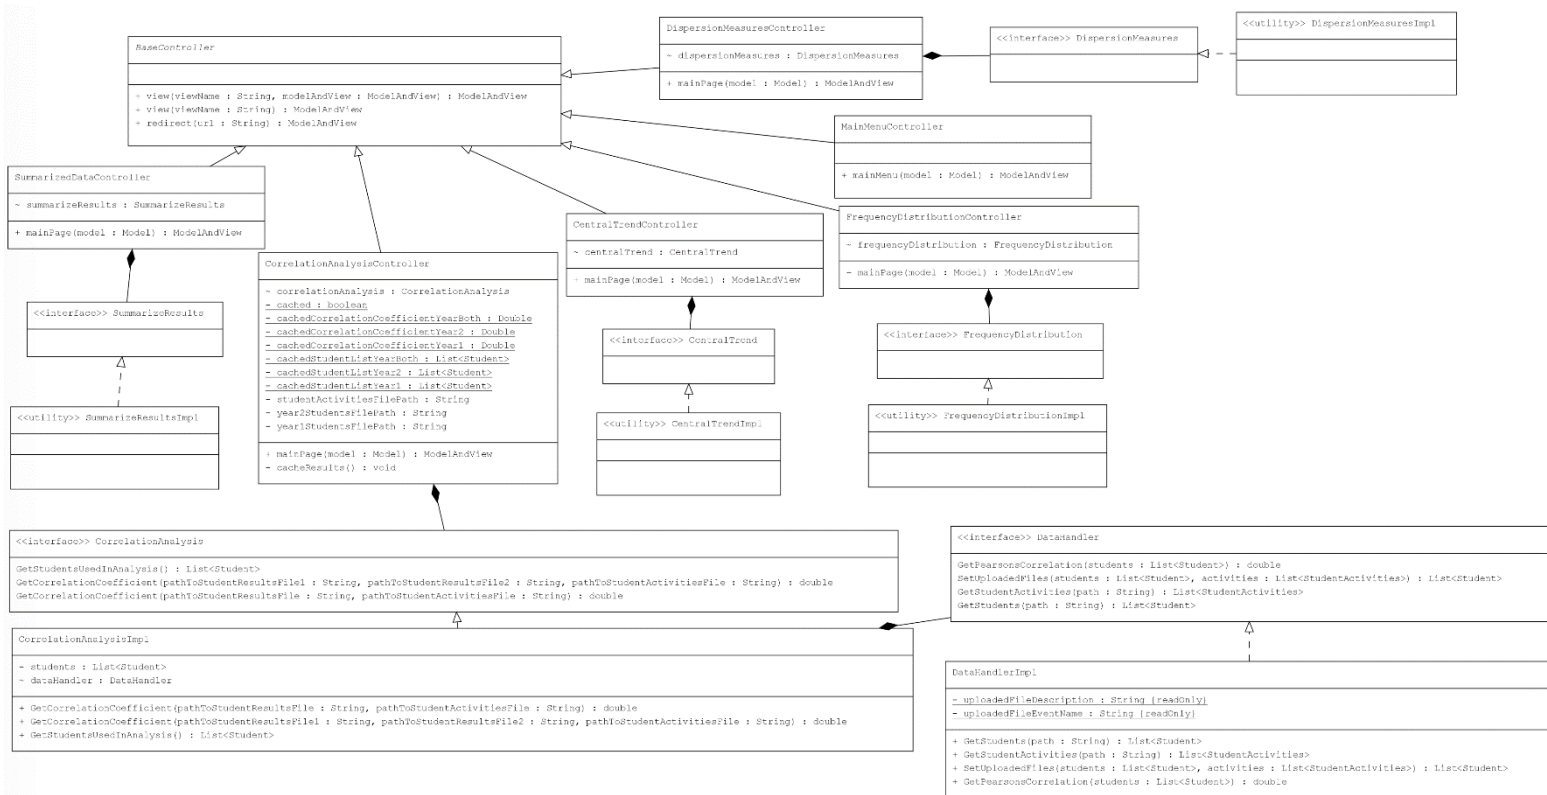 BaseController
+ view(viewName : String, modelAndView : ModelAndView) : ModelAndView
+ view(viewName : String) : ModelAndView
+ redirect(url : String) : ModelAndView
DispersionMeasuresController
~ dispersionMeasures : DispersionMeasures
+ mainPage(model : Model) : ModelAndView
<<interface>> DispersionMeasures
<<utility>> DispersionMeasuresImpl
MainMenuController
+ mainMenu(model : Model) : ModelAndView
SummarizedDataController
~ summarizeResults : SummarizeResults
+ mainPage(model : Model) : ModelAndView
<<interface>> SummarizeResults
<<utility>> SummarizeResultsImpl
CorrelationAnalysisController
~ correlationAnalysis : CorrelationAnalysis
- cached : boolean
- cachedCorrelationCoefficientYearBoth : Double
- cachedCorrelationCoefficientYear2 : Double
- cachedCorrelationCoefficientYear1 : Double
- cachedStudentListYearBoth : List<Student>
- cachedStudentListYear2 : List<Student>
- cachedStudentListYear1 : List<Student>
- studentActivitiesFilePath : String
- year2StudentsFilePath : String
- year1StudentsFilePath : String
+ mainPage(model : Model) : ModelAndView
- cacheResults() : void
CentralTrendController
~ centralTrend : CentralTrend
+ mainPage(model : Model) : ModelAndView
<<interface>> CentralTrend
<<utility>> CentralTrendImpl
FrequencyDistributionController
~ frequencyDistribution : FrequencyDistribution
- mainPage(model : Model) : ModelAndView
<<interface>> FrequencyDistribution
<<utility>> FrequencyDistributionImpl
<<interface>> CorrelationAnalysis
GetStudentsUsedInAnalysis() : List<Student>
GetCorrelationCoefficient(pathToStudentResultsFile1 : String, pathToStudentResultsFile2 : String, pathToStudentActivitiesFile : String) : double
GetCorrelationCoefficient(pathToStudentResultsFile : String, pathToStudentActivitiesFile : String) : double
CorrelationAnalysisImpl
- students : List<Student>
~ dataHandler : DataHandler
+ GetCorrelationCoefficient(pathToStudentResultsFile : String, pathToStudentActivitiesFile : String) : double
+ GetCorrelationCoefficient(pathToStudentResultsFile1 : String, pathToStudentResultsFile2 : String, pathToStudentActivitiesFile : String) : double
+ GetStudentsUsedInAnalysis() : List<Student>
<<interface>> DataHandler
GetPearsonsCorrelation(students : List<Student>) : double
SetUploadedFiles(students : List<Student>, activities : List<StudentActivities>) : List<Student>
GetStudentActivities(path : String) : List<StudentActivities>
GetStudents(path : String) : List<Student>
DataHandlerImpl
- uploadedFileDescription : String {readOnly}
- uploadedFileEventName : String {readOnly}
+ GetStudents(path : String) : List<Student>
+ GetStudentActivities(path : String) : List<StudentActivities>
+ SetUploadedFiles(students : List<Student>, activities : List<StudentActivities>) : List<Student>
+ GetPearsonsCorrelation(students : List<Student>) : double